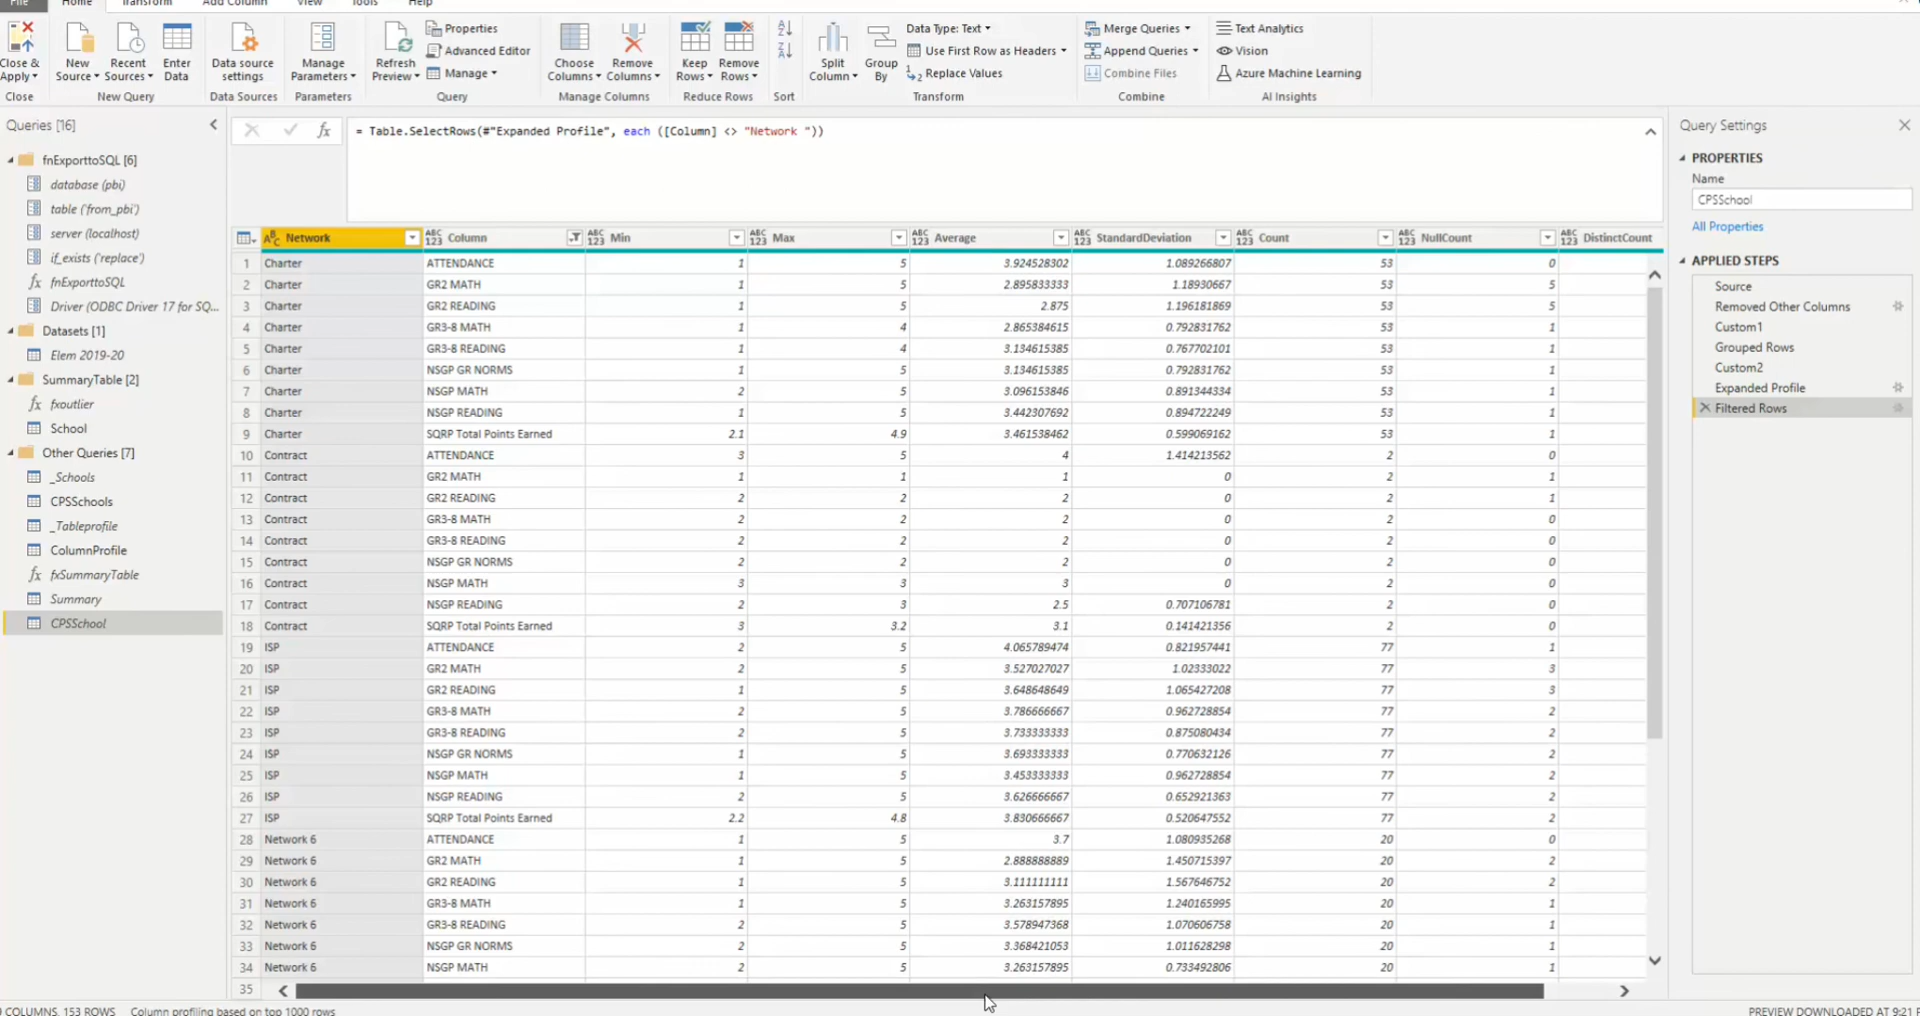 File Home Transform Add Column View Tools Help
Close & Apply
New Source
Recent Sources
Enter Data
Data source settings
Manage Parameters
Refresh Preview
Properties
Advanced Editor
Manage
Choose Columns
Remove Columns
Keep Rows
Remove Rows
Split Column
Group By
Data Type: Text
Use First Row as Headers
Replace Values
Merge Queries
Append Queries
Combine Files
Text Analytics
Vision
Azure Machine Learning
Close New Query Data Sources Parameters Query Manage Columns Reduce Rows Sort Transform Combine AI Insights
Queries [16]
fnExporttoSQL [6]
database (pbi)
table ('from_pbi')
server (localhost)
if_exists ('replace')
fx fnExporttoSQL
Driver (ODBC Driver 17 for SQ...
Datasets [1]
Elem 2019-20
SummaryTable [2]
fx fxoutlier
School
Other Queries [7]
_Schools
CPSSchools
_Tableprofile
ColumnProfile
fx fxSummaryTable
Summary
CPSSchool
fx = Table.SelectRows(#"Expanded Profile", each ([Column] <> "Network "))
ABC Network ABC 123 Column ABC 123 Min ABC 123 Max ABC 123 Average ABC 123 StandardDeviation ABC 123 Count ABC 123 NullCount ABC 123 DistinctCount
1 Charter ATTENDANCE 1 5 3.924528302 1.089266807 53 0
2 Charter GR2 MATH 1 5 2.895833333 1.18930667 53 5
3 Charter GR2 READING 1 5 2.875 1.196181869 53 5
4 Charter GR3-8 MATH 1 4 2.865384615 0.792831762 53 1
5 Charter GR3-8 READING 1 4 3.134615385 0.767702101 53 1
6 Charter NSGP GR NORMS 1 5 3.134615385 0.792831762 53 1
7 Charter NSGP MATH 2 5 3.096153846 0.891344334 53 1
8 Charter NSGP READING 1 5 3.442307692 0.894722249 53 1
9 Charter SQRP Total Points Earned 2.1 4.9 3.461538462 0.599069162 53 1
10 Contract ATTENDANCE 3 5 4 1.414213562 2 0
11 Contract GR2 MATH 1 1 1 0 2 1
12 Contract GR2 READING 2 2 2 0 2 1
13 Contract GR3-8 MATH 2 2 2 0 2 0
14 Contract GR3-8 READING 2 2 2 0 2 0
15 Contract NSGP GR NORMS 2 2 2 0 2 0
16 Contract NSGP MATH 3 3 3 0 2 0
17 Contract NSGP READING 2 3 2.5 0.707106781 2 0
18 Contract SQRP Total Points Earned 3 3.2 3.1 0.141421356 2 0
19 ISP ATTENDANCE 2 5 4.065789474 0.821957441 77 1
20 ISP GR2 MATH 2 5 3.527027027 1.02333022 77 3
21 ISP GR2 READING 1 5 3.648648649 1.065427208 77 3
22 ISP GR3-8 MATH 2 5 3.786666667 0.962728854 77 2
23 ISP GR3-8 READING 2 5 3.733333333 0.875080434 77 2
24 ISP NSGP GR NORMS 1 5 3.693333333 0.770632126 77 2
25 ISP NSGP MATH 1 5 3.453333333 0.962728854 77 2
26 ISP NSGP READING 2 5 3.626666667 0.652921363 77 2
27 ISP SQRP Total Points Earned 2.2 4.8 3.830666667 0.520647552 77 2
28 Network 6 ATTENDANCE 1 5 3.7 1.080935268 20 0
29 Network 6 GR2 MATH 1 5 2.888888889 1.450715397 20 2
30 Network 6 GR2 READING 1 5 3.111111111 1.567646752 20 2
31 Network 6 GR3-8 MATH 1 5 3.263157895 1.240165995 20 1
32 Network 6 GR3-8 READING 2 5 3.578947368 1.070606758 20 1
33 Network 6 NSGP GR NORMS 2 5 3.368421053 1.011628298 20 1
34 Network 6 NSGP MATH 2 5 3.263157895 0.733492806 20 1
35
Query Settings
PROPERTIES
Name
CPSSchool
All Properties
APPLIED STEPS
Source
Removed Other Columns
Custom1
Grouped Rows
Custom2
Expanded Profile
Filtered Rows
COLUMNS, 153 ROWS Column profiling based on top 1000 rows
PREVIEW DOWNLOADED AT 9:21